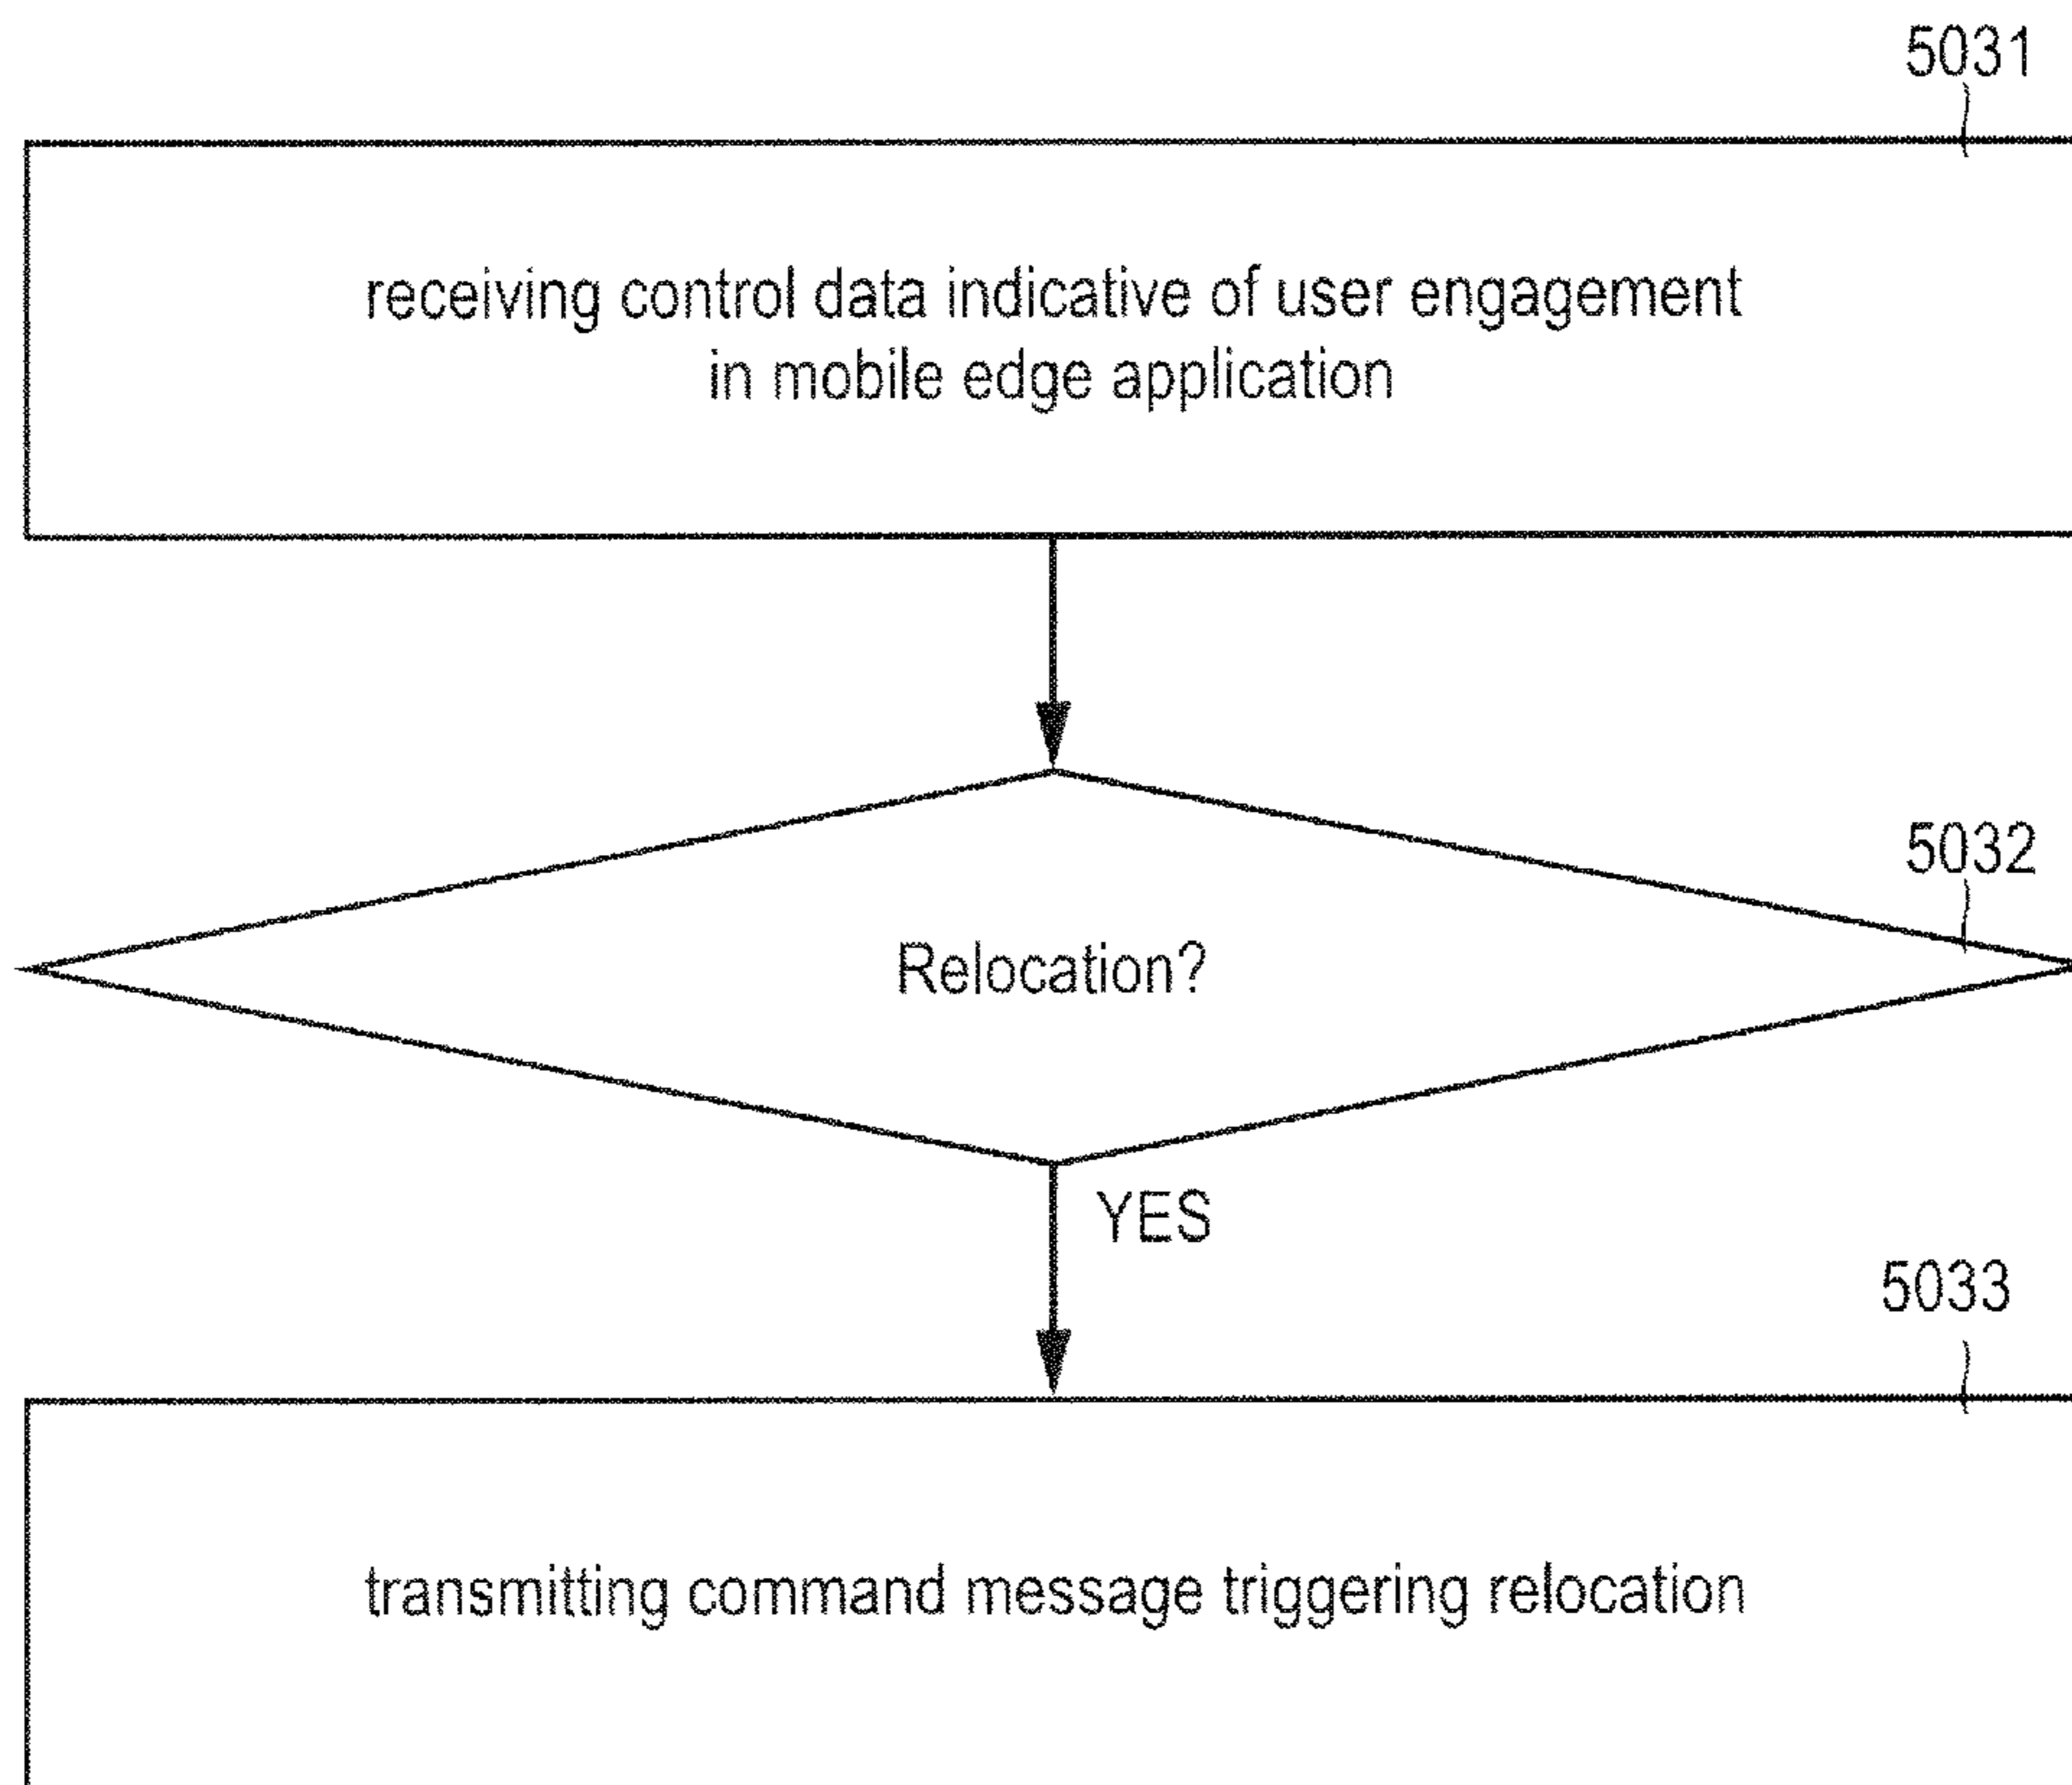 5031
receiving control data indicative of user engagement
in mobile edge application
5032
Relocation?
YES
5033
transmitting command message triggering relocation